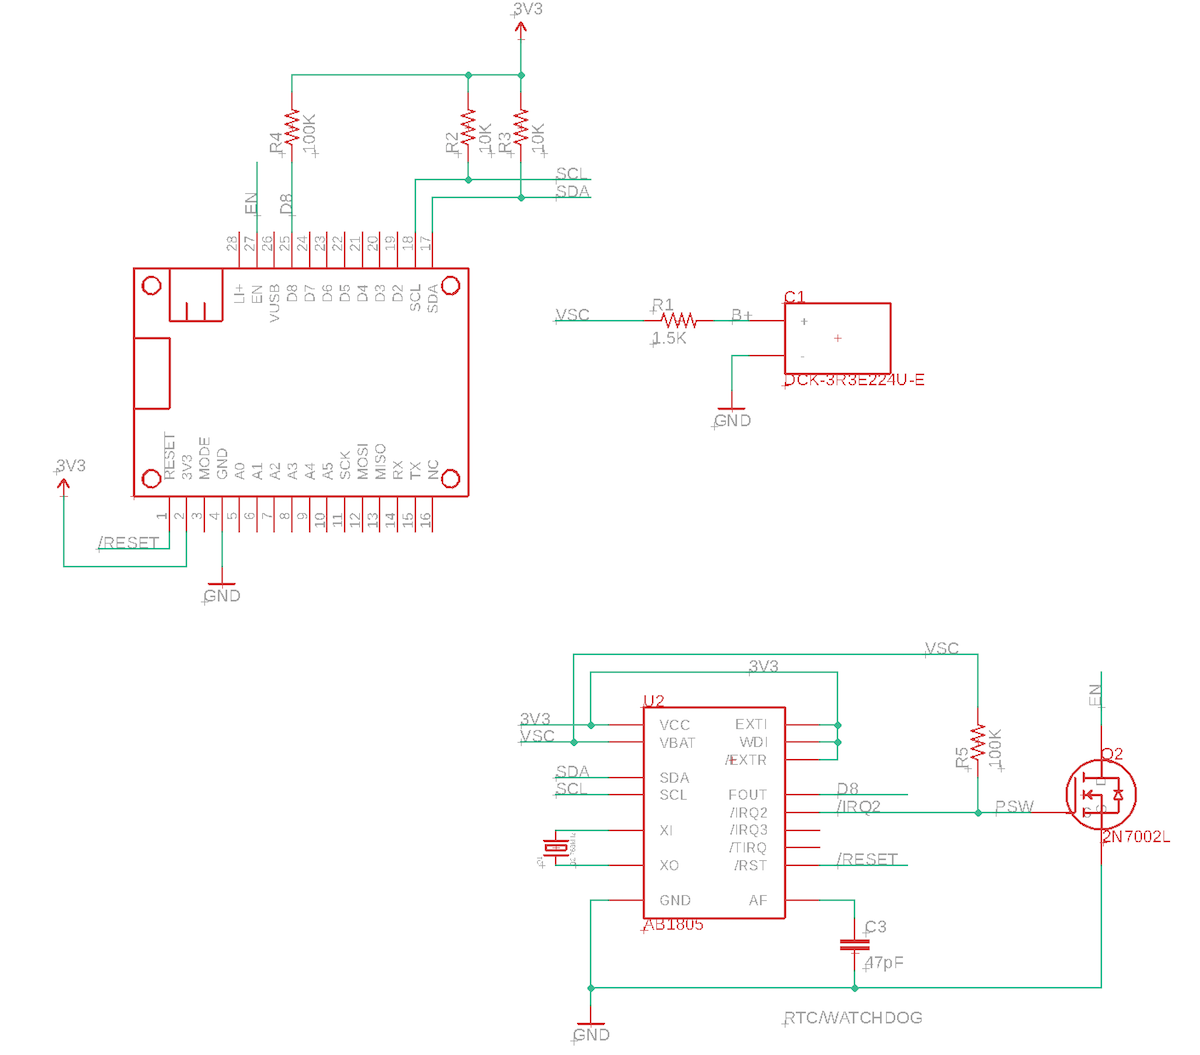 3V3
R4
100K
R2
10K
R3
10K
SCL
SDA
EN
D8
28
27
26
25
24
23
22
21
20
19
18
17
LI+
EN
VUSB
D8
D7
D6
D5
D4
D3
D2
SCL
SDA
VSC
R1
1.5K
B+
C1
+
-
DCK-3R3E224U-E
GND
RESET
3V3
MODE
GND
A0
A1
A2
A3
A4
A5
SCK
MOSI
MISO
RX
TX
NC
3V3
1
2
3
4
5
6
7
8
9
10
11
12
13
14
15
16
/RESET
GND
VSC
3V3
U2
3V3
VSC
VCC
VBAT
SDA
SCL
SDA
SCL
XI
XO
GND
EXTI
WDI
/EXTR
FOUT
/IRQ2
/IRQ3
/TIRQ
/RST
AF
D8
/IRQ2
/RESET
AB1805
R5
100K
PSW
EN
Q2
D
G
S
2N7002L
C3
47pF
GND
RTC/WATCHDOG